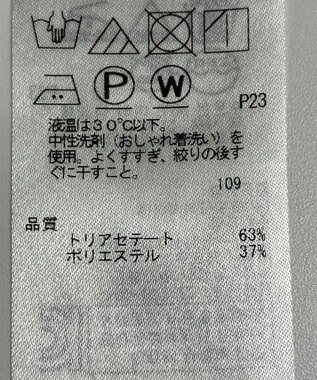 P W P23
液温は30℃以下。
中性洗剤(おしゃれ着洗い)を
使用。よくすすぎ、絞りの後す
ぐに干すこと。
109
品質
トリアセテート 63%
ポリエステル 37%